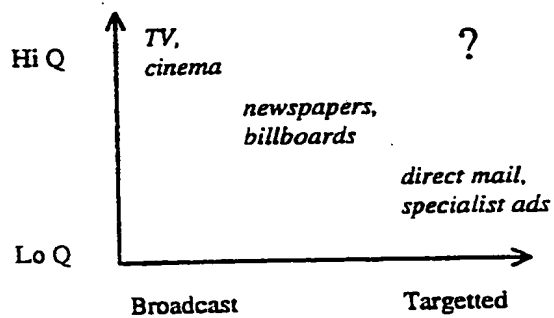 Hi Q
TV,
cinema
?
newspapers,
billboards
direct mail,
specialist ads
Lo Q
Broadcast
Targetted